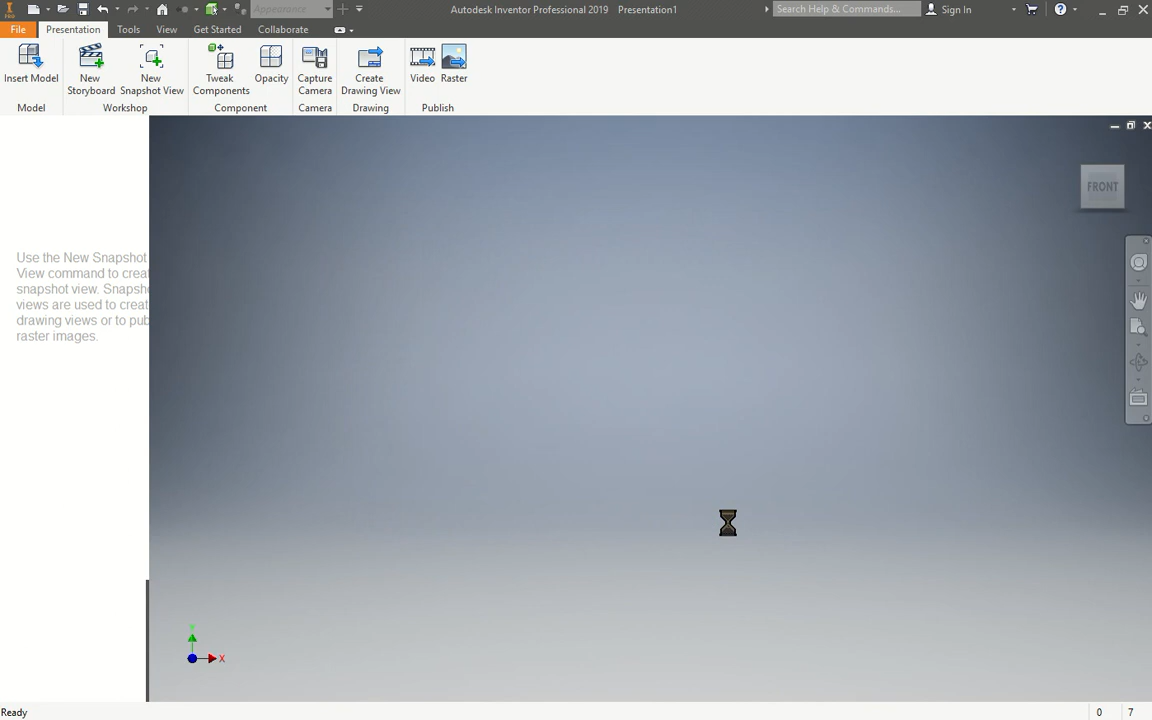 Appearance
Autodesk Inventor Professional 2019 Presentation1
Search Help & Commands...
Sign In
File Presentation Tools View Get Started Collaborate
Insert Model
New Storyboard
New Snapshot View
Tweak Components
Opacity
Capture Camera
Create Drawing View
Video
Raster
Model Workshop Component Camera Drawing Publish
FRONT
Use the New Snapshot
View command to creat
snapshot view. Snapsho
views are used to creat
drawing views or to pub
raster images.
X
Ready
0 7